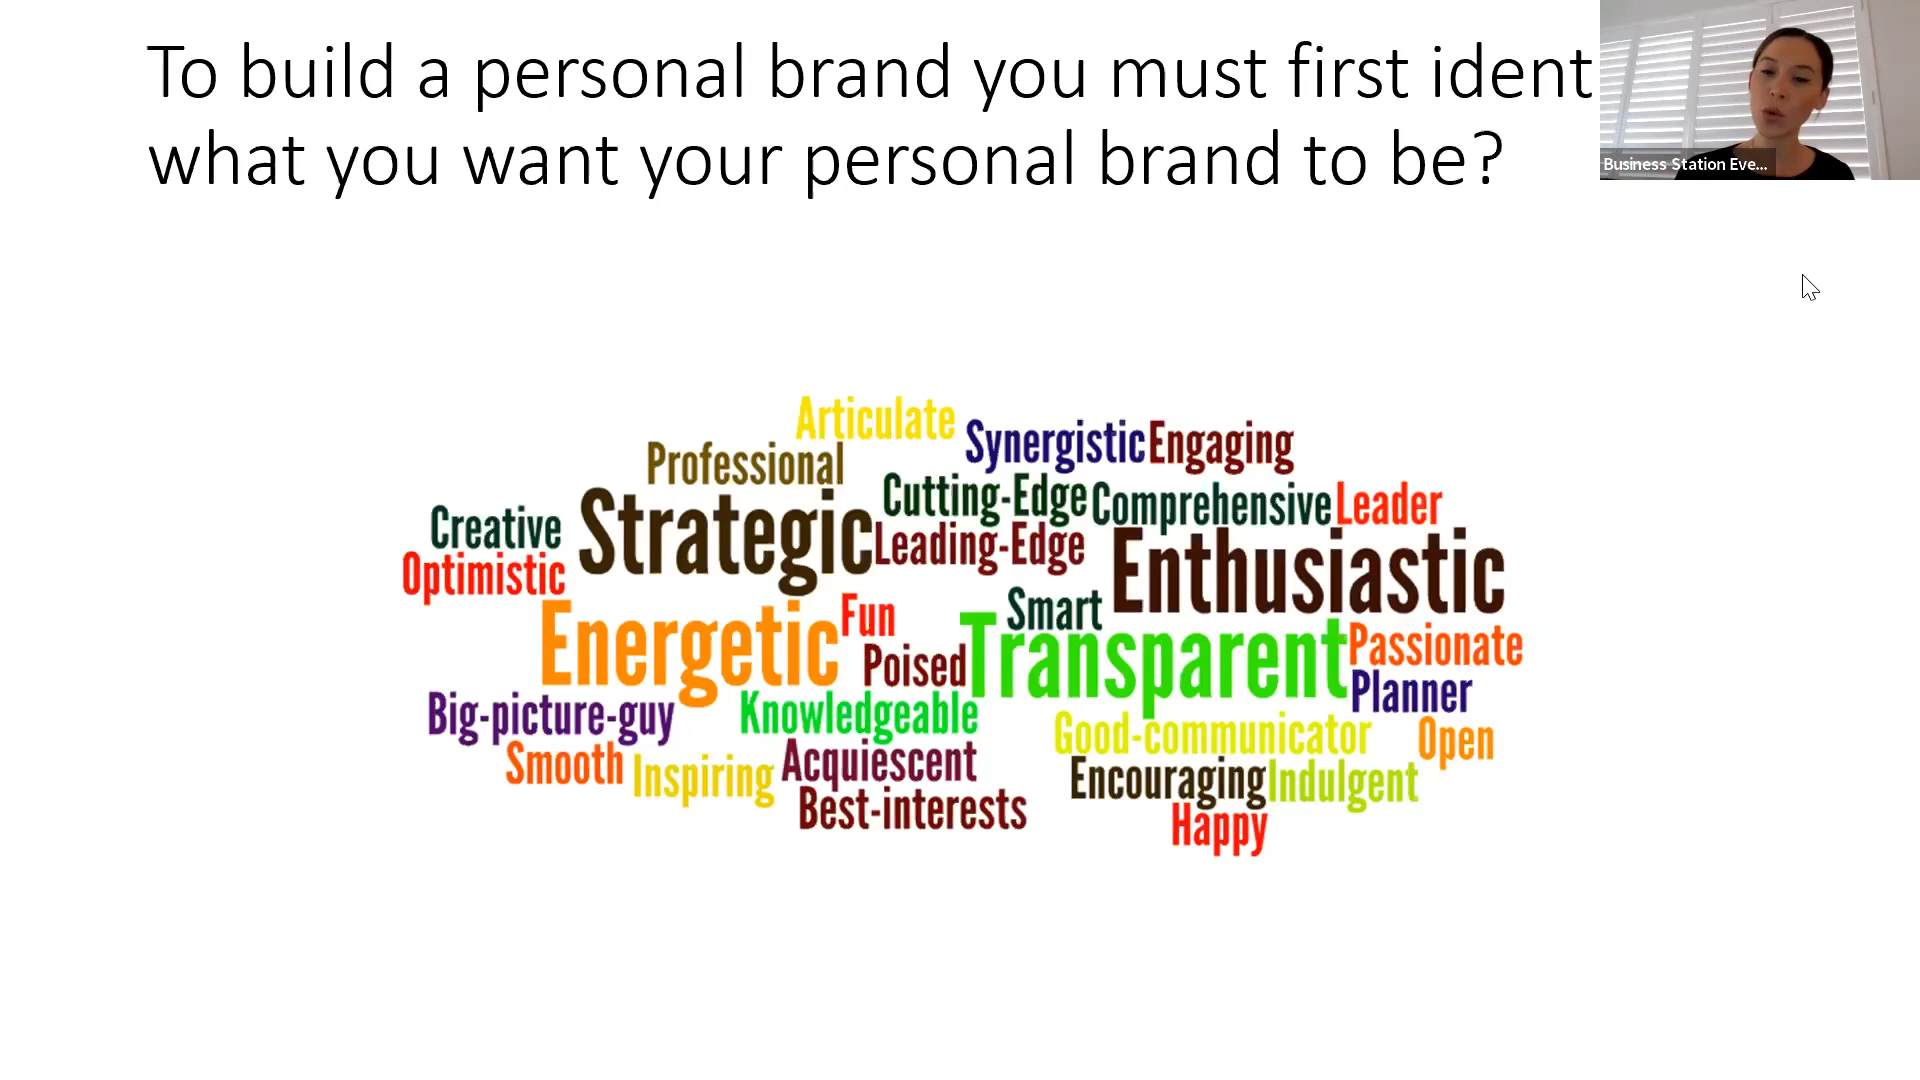 To build a personal brand you must first ident
what you want your personal brand to be?
Business Station Eve...
Articulate
Synergistic Engaging
Professional
Cutting-Edge Comprehensive Leader
Creative Strategic Leading-Edge Enthusiastic
Optimistic
Energetic Fun Smart Transparent Passionate
Poised Planner
Big-picture-guy Knowledgeable Good-communicator Open
Smooth Inspiring Acquiescent Encouraging Indulgent
Best-interests Happy